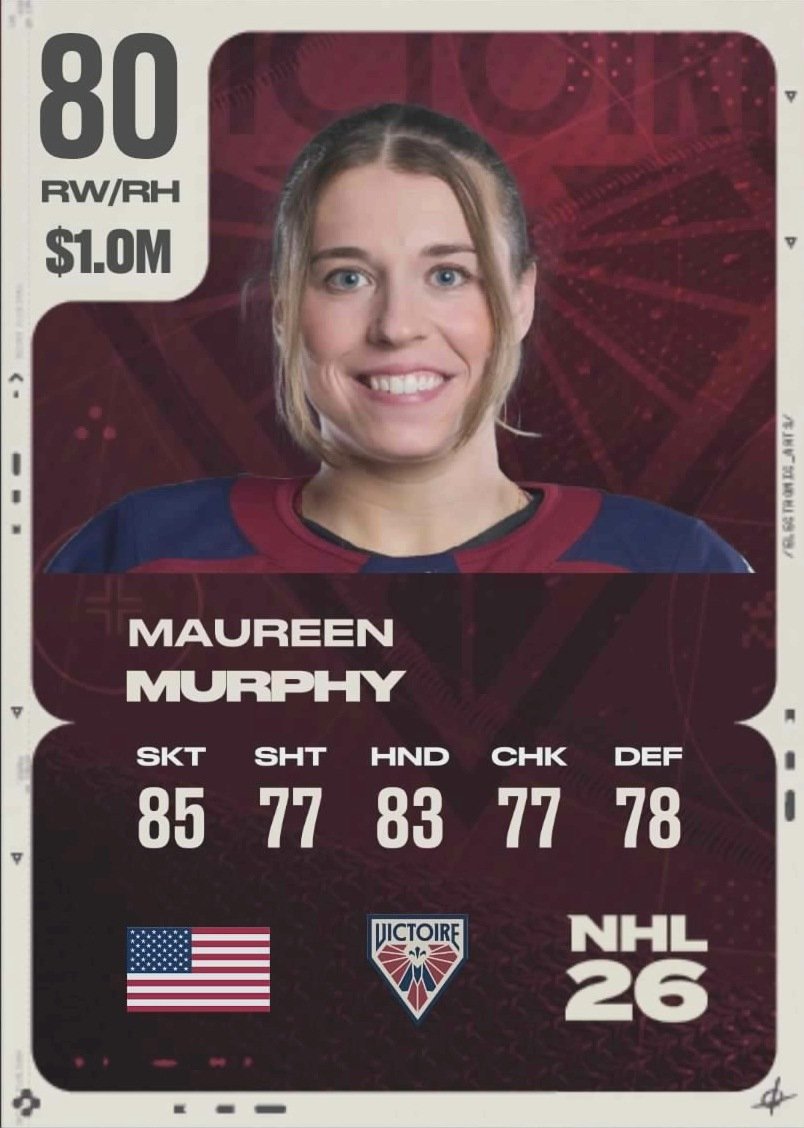 80
RW/RH
$1.0M
VICTOIRE
MAUREEN
MURPHY
SKT SHT HND CHK DEF
85 77 83 77 78
VICTOIRE
NHL
26